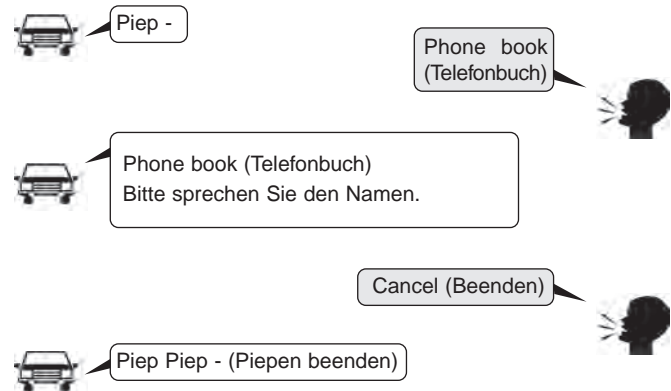 Piep -
Phone book
(Telefonbuch)
Phone book (Telefonbuch)
Bitte sprechen Sie den Namen.
Cancel (Beenden)
Piep Piep - (Piepen beenden)